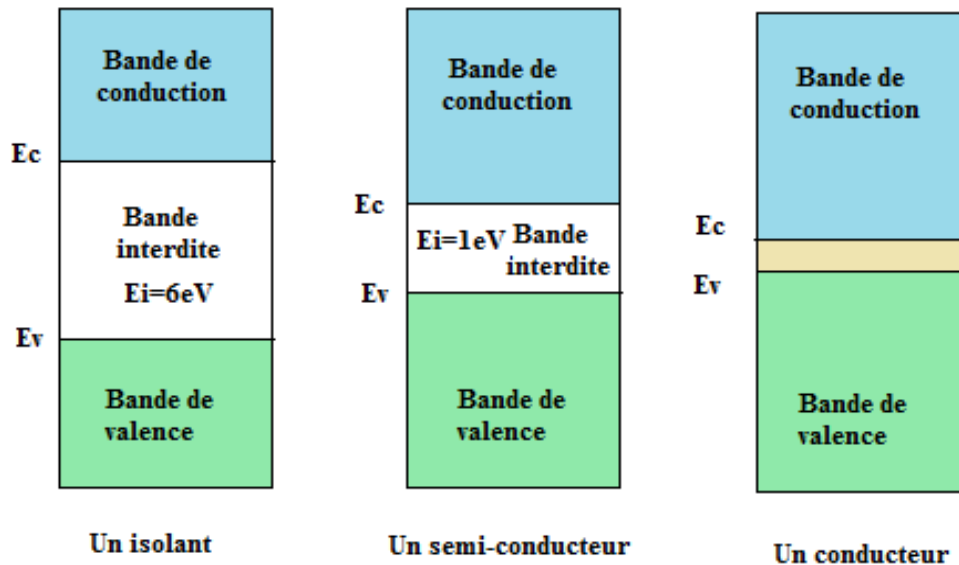 Bande de
conduction
Ec
Bande
interdite
Ei=6eV
Ev
Bande de
valence
Un isolant
Bande de
conduction
Ec
Ei=1eV Bande
interdite
Ev
Bande de
valence
Un semi-conducteur
Bande de
conduction
Ec
Ev
Bande de
valence
Un conducteur